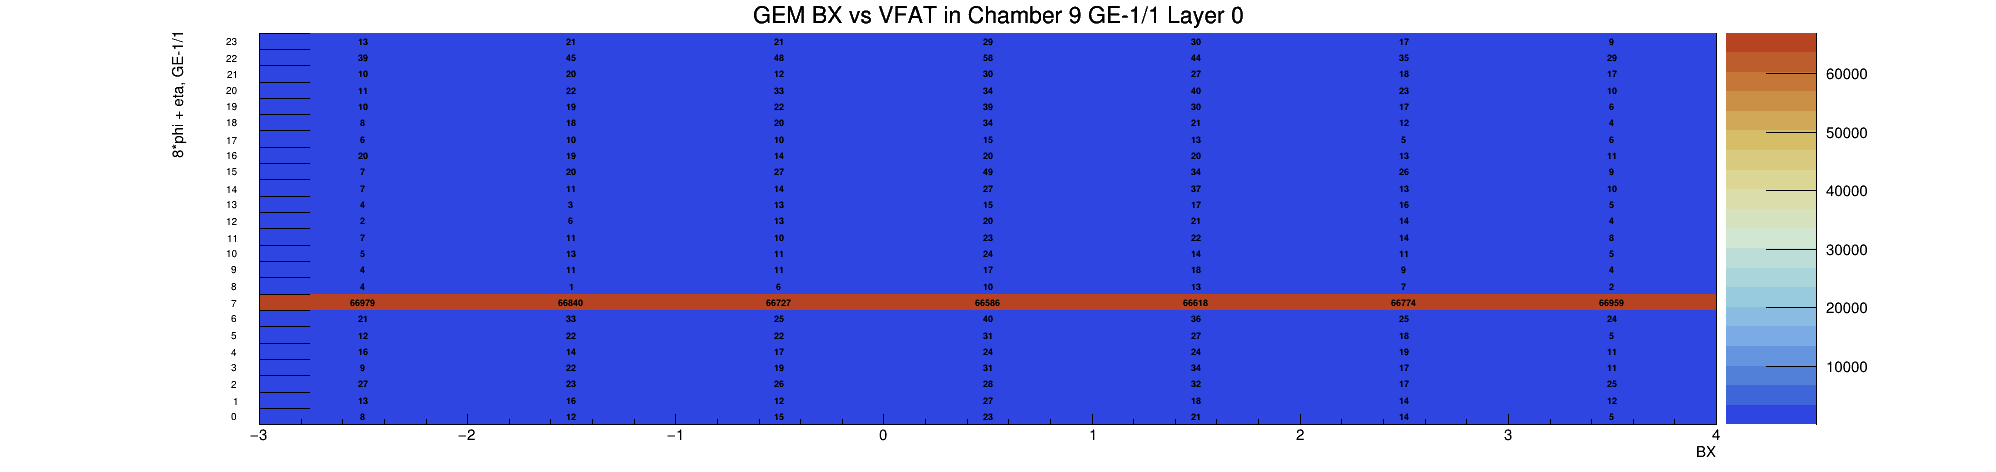 GEM BX vs VFAT in Chamber 9 GE-1/1 Layer 0
8*phi + eta, GE-1/1
23 13 21 21 29 30 17 9
22 39 45 48 58 44 35 29
21 10 20 12 30 27 18 17
20 11 22 33 34 40 23 10
19 10 19 22 39 30 17 6
18 8 18 20 34 21 12 4
17 6 10 10 15 13 5 6
16 20 19 14 20 20 13 11
15 7 20 27 49 34 26 9
14 7 11 14 27 37 13 10
13 4 3 13 15 17 16 5
12 2 6 13 20 21 14 4
11 7 11 10 23 22 14 8
10 5 13 11 24 14 11 5
9 4 11 11 17 18 9 4
8 4 1 6 10 13 7 2
7 66979 66840 66727 66586 66618 66774 66959
6 21 33 25 40 36 25 24
5 12 22 22 31 27 18 5
4 16 14 17 24 24 19 11
3 9 22 19 31 34 17 11
2 27 23 26 28 32 17 25
1 13 16 12 27 18 14 12
0 8 12 15 23 21 14 5
−3 −2 −1 0 1 2 3 4
BX
60000
50000
40000
30000
20000
10000